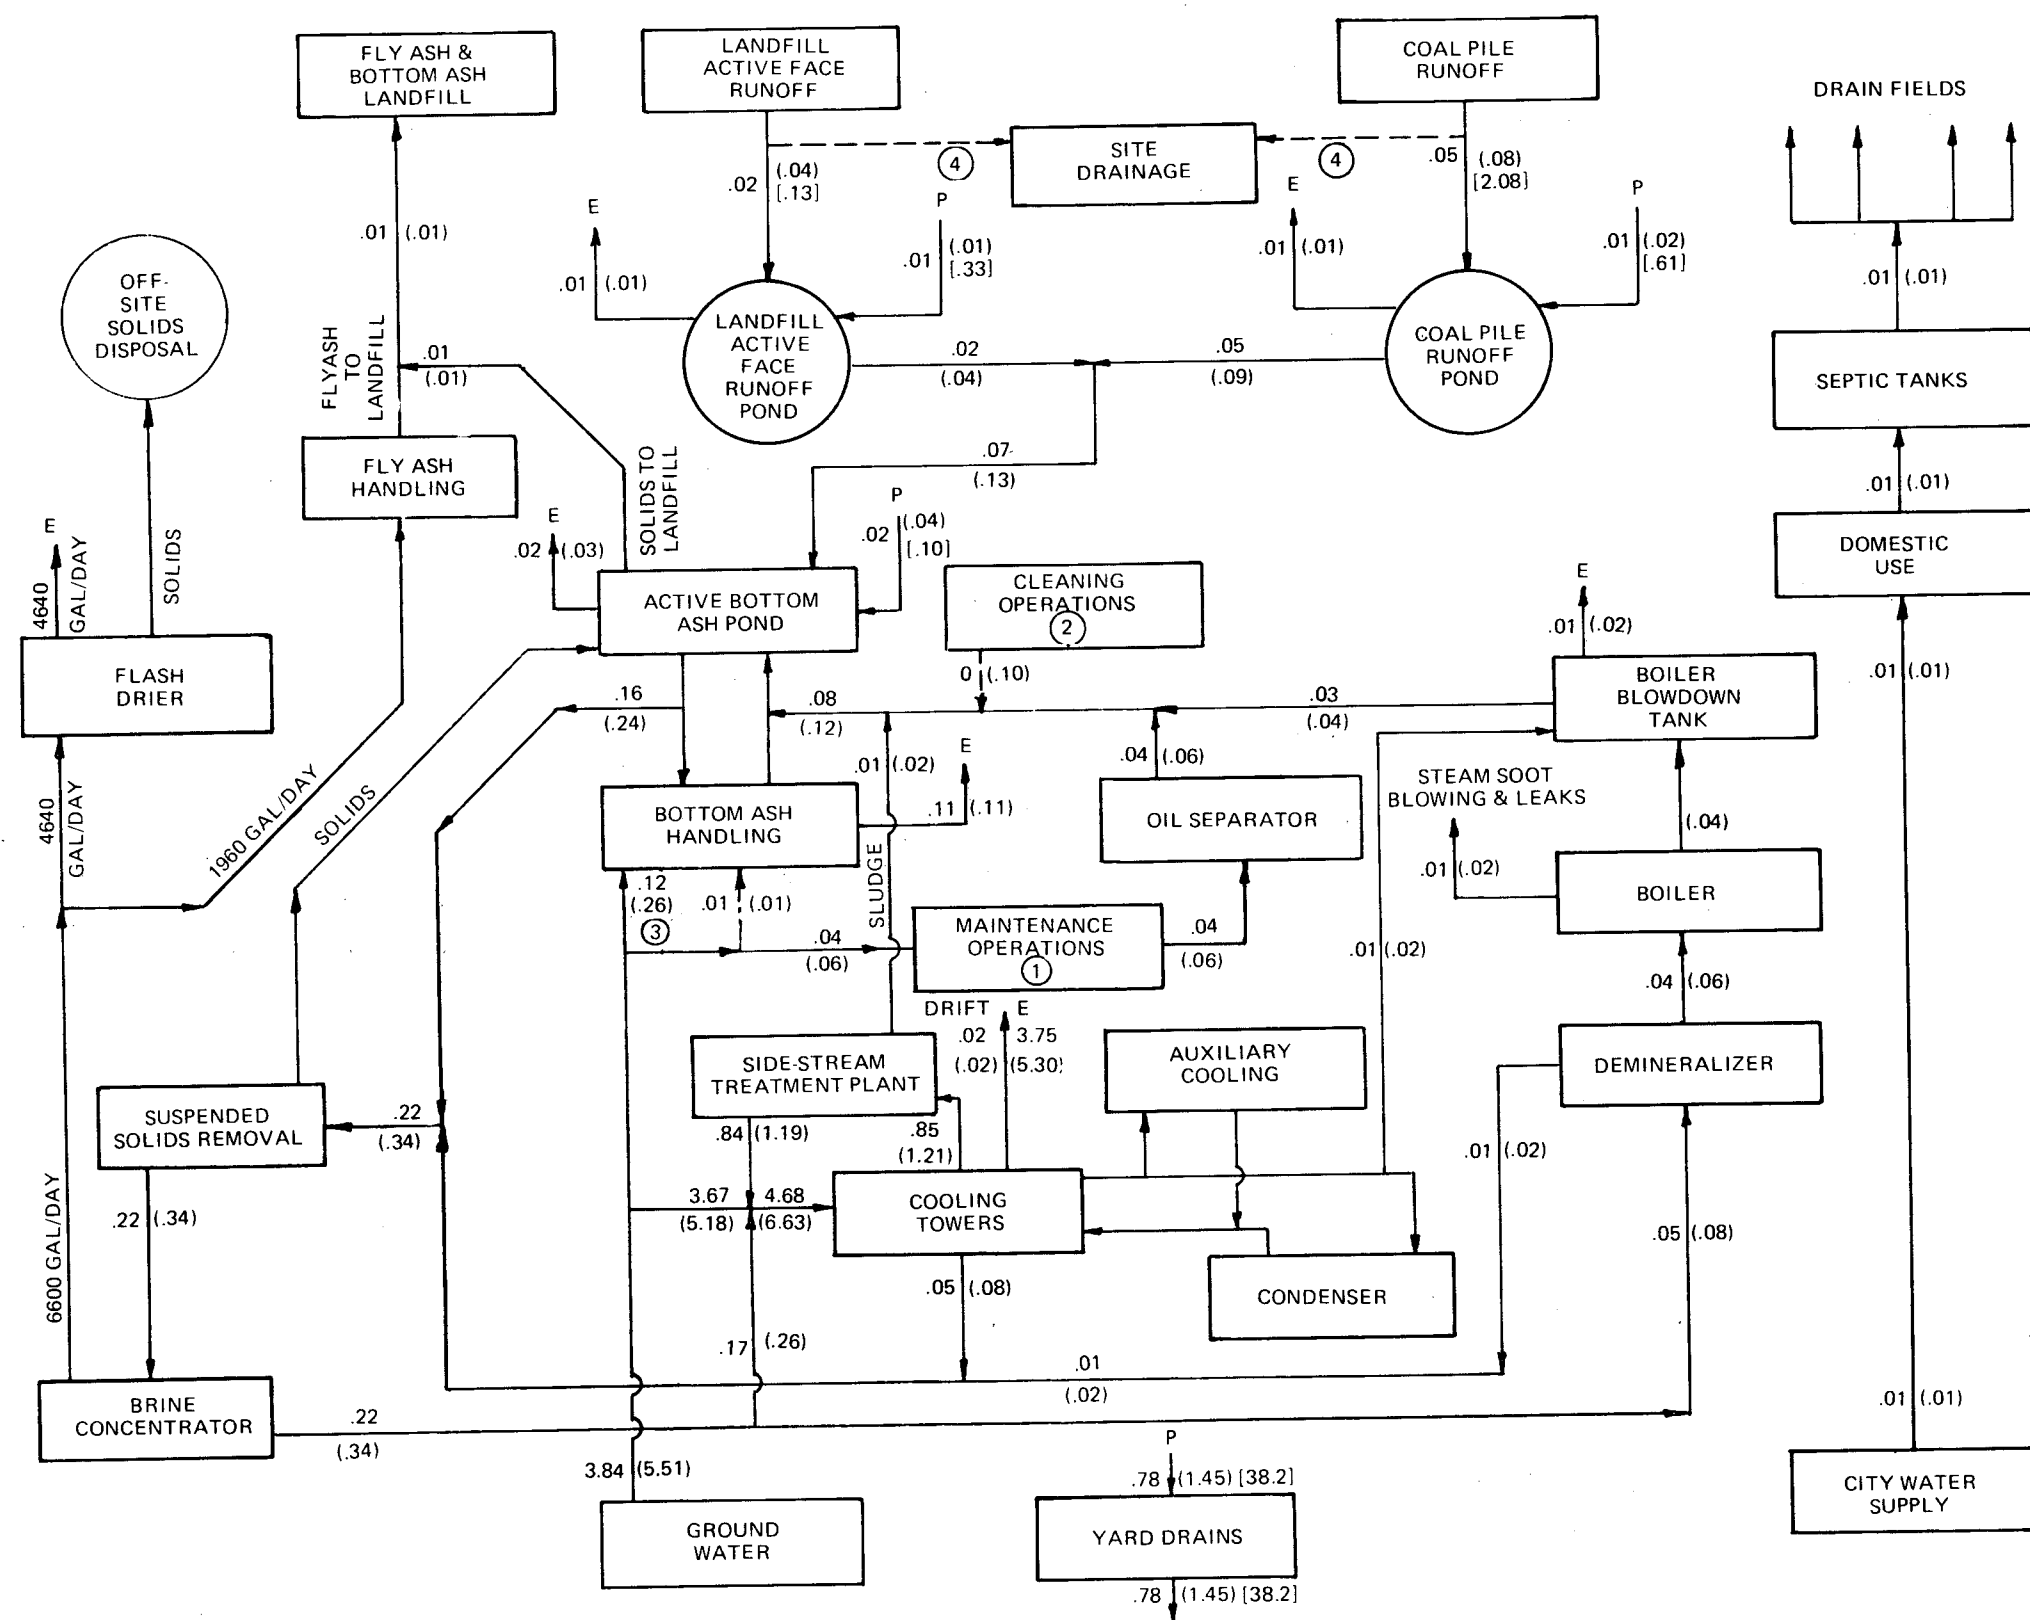 FLY ASH &
BOTTOM ASH
LANDFILL
LANDFILL
ACTIVE FACE
RUNOFF
COAL PILE
RUNOFF
DRAIN FIELDS
SITE
DRAINAGE
4
4
.02
(.04)
[.13]
.05
(.08)
[2.08]
E
P
E
P
.01 (.01)
.01 (.01)
.01
(.01)
[.33]
.01 (.01)
.01
(.02)
[.61]
.01 (.01)
OFF-
SITE
SOLIDS
DISPOSAL
FLYASH
TO
LANDFILL
.01
(.01)
LANDFILL
ACTIVE
FACE
RUNOFF
POND
.02
(.04)
.05
(.09)
COAL PILE
RUNOFF
POND
SEPTIC TANKS
FLY ASH
HANDLING
SOLIDS TO
LANDFILL
.07
(.13)
.01 (.01)
E
4640
GAL/DAY
SOLIDS
E
.02 (.03)
P
.02
(.04)
[.10]
DOMESTIC
USE
ACTIVE BOTTOM
ASH POND
CLEANING
OPERATIONS
2
E
.01 (.02)
FLASH
DRIER
0 (.10)
BOILER
BLOWDOWN
TANK
.01 (.01)
.16
(.24)
.08
(.12)
.03
(.04)
4640
GAL/DAY
1960 GAL/DAY
SOLIDS
.01 (.02)
E
.04 (.06)
STEAM SOOT
BLOWING & LEAKS
BOTTOM ASH
HANDLING
.11 (.11)
OIL SEPARATOR
(.04)
.01 (.02)
BOILER
.12
(.26)
3
.01 (.01)
SLUDGE
.04
(.06)
MAINTENANCE
OPERATIONS
1
.04
(.06)
.01 (.02)
.04 (.06)
DRIFT
E
.02
3.75
(.02)
(5.30)
SIDE-STREAM
TREATMENT PLANT
AUXILIARY
COOLING
DEMINERALIZER
SUSPENDED
SOLIDS REMOVAL
.22
(.34)
.84 (1.19)
.85
(1.21)
.01 (.02)
6600 GAL/DAY
.22 (.34)
3.67
(5.18)
4.68
(6.63)
COOLING
TOWERS
.05 (.08)
.05 (.08)
CONDENSER
.17 (.26)
.01
(.02)
BRINE
CONCENTRATOR
.22
(.34)
.01 (.01)
3.84 (5.51)
P
.78 (1.45) [38.2]
GROUND
WATER
YARD DRAINS
CITY WATER
SUPPLY
.78 (1.45) [38.2]